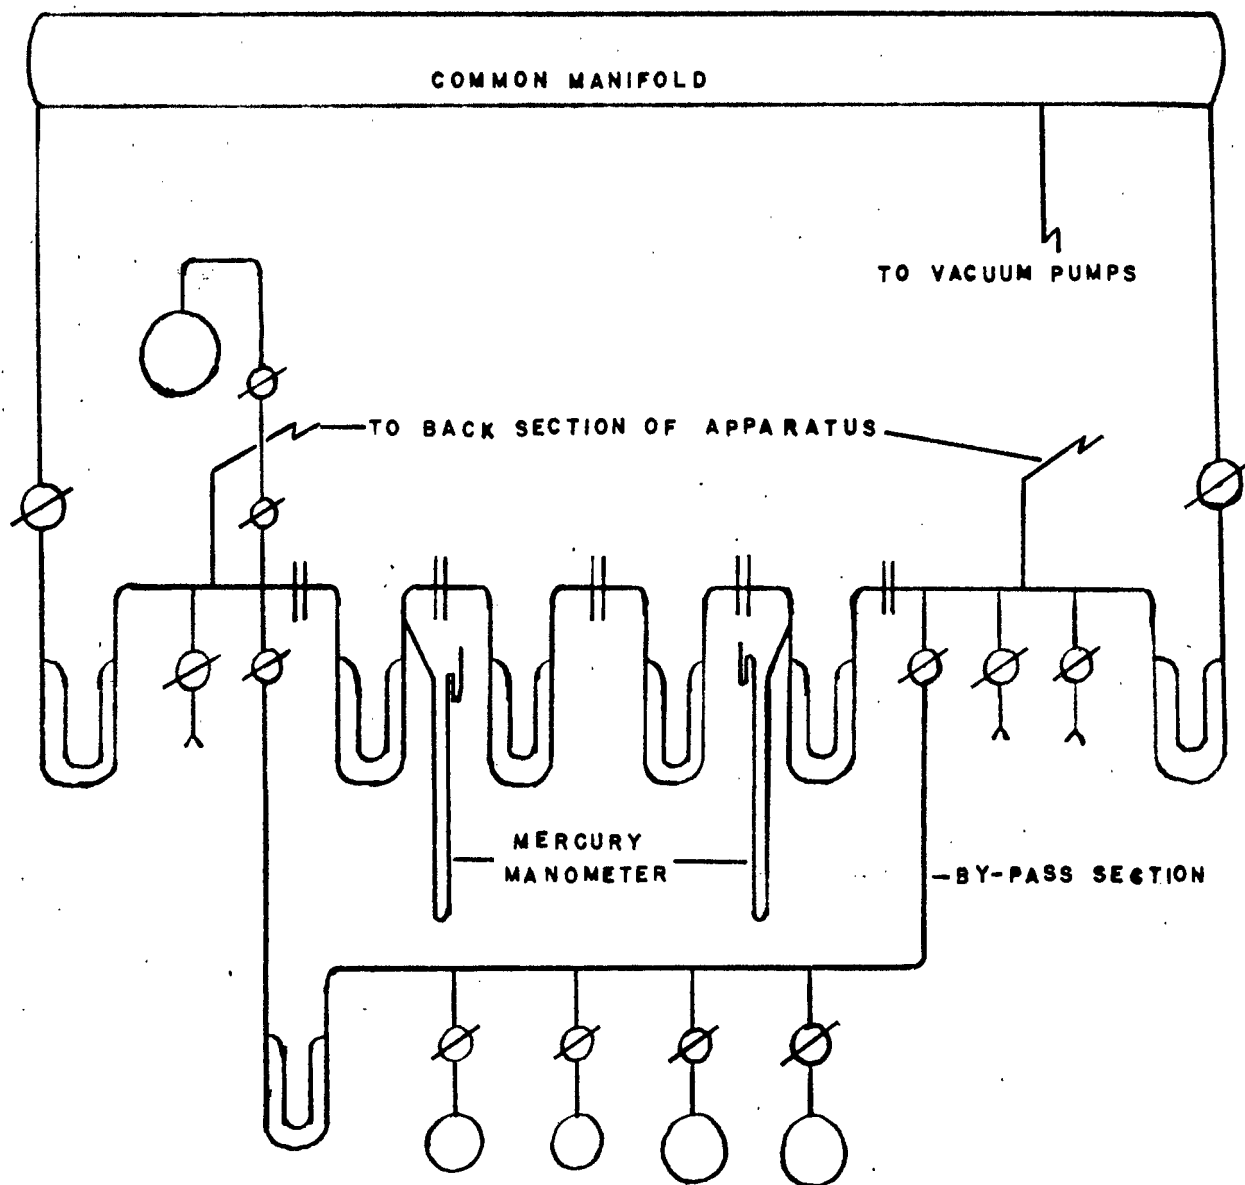 COMMON MANIFOLD
TO VACUUM PUMPS
TO BACK SECTION OF APPARATUS
MERCURY
MANOMETER
BY-PASS SECTION